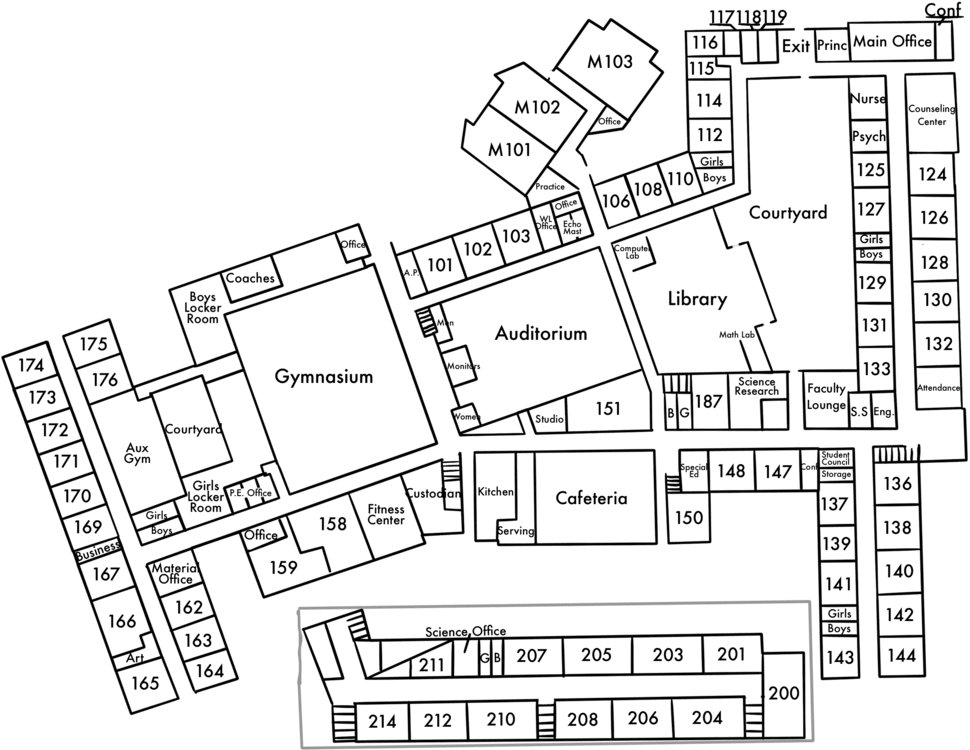 Conf
117 118 119
116
Exit
Princ
Main Office
115
M103
114
Nurse
Counseling
Center
M102
Office
112
Psych
M101
Girls
Boys
125
124
Practice
110
108
106
127
126
Office
WL
Office
Echo
Mast
Courtyard
Girls
Boys
103
102
101
A.P.
Office
Computer
Lab
128
129
Coaches
Boys
Locker
Room
Library
130
Men
Auditorium
Math Lab
131
132
175
174
176
Monitors
133
173
Gymnasium
Science
Research
Faculty
Lounge
Attendance
172
Courtyard
Women
Studio
151
B
G
187
S.S
Eng.
171
Aux
Gym
Student
Council
Storage
170
Girls
Locker
Room
P.E. Office
Custodian
Kitchen
Cafeteria
Special
Ed
148
147
Conf
136
169
Girls
Boys
158
Fitness
Center
Serving
150
137
138
Business
Office
139
167
Material
Office
159
141
140
162
166
163
Girls
Boys
142
Art
164
143
144
165
Science Office
211
G
B
207
205
203
201
200
214
212
210
208
206
204